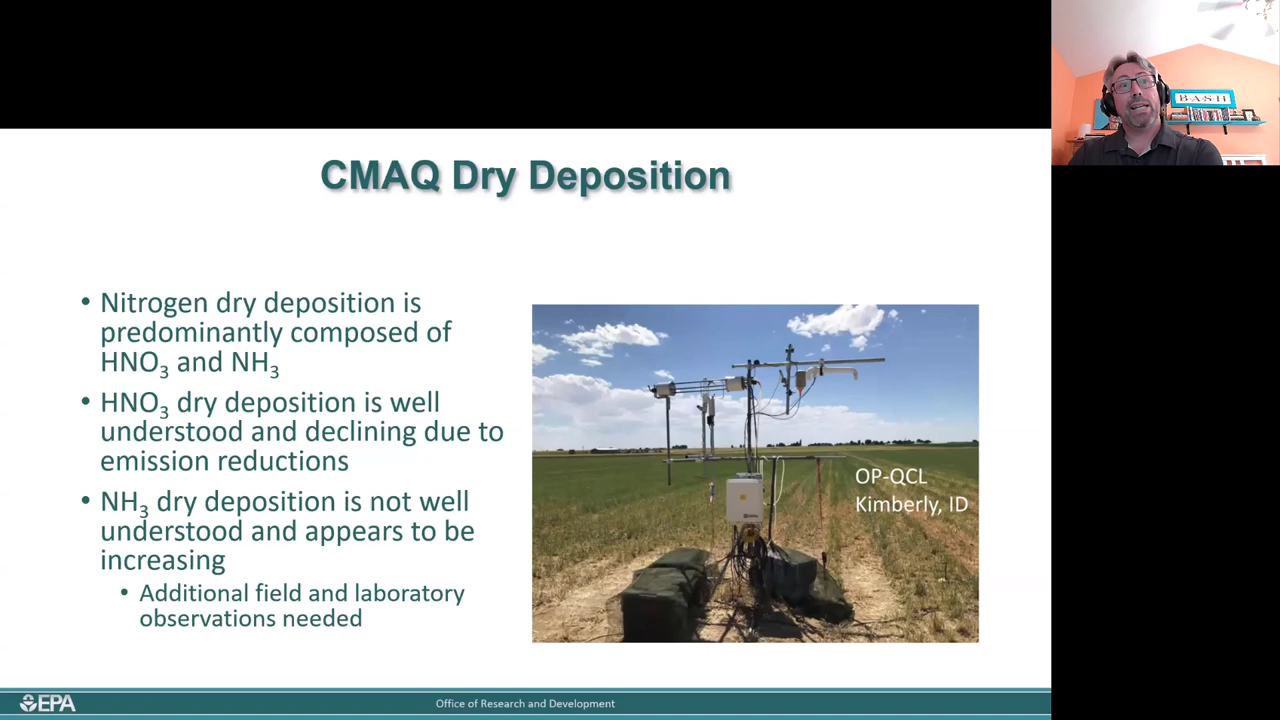 CMAQ Dry Deposition
• Nitrogen dry deposition is
predominantly composed of
HNO₃ and NH₃
• HNO₃ dry deposition is well
understood and declining due to
emission reductions
• NH₃ dry deposition is not well
understood and appears to be
increasing
• Additional field and laboratory
observations needed
OP-QCL
Kimberly, ID
EPA
Office of Research and Development
BASH